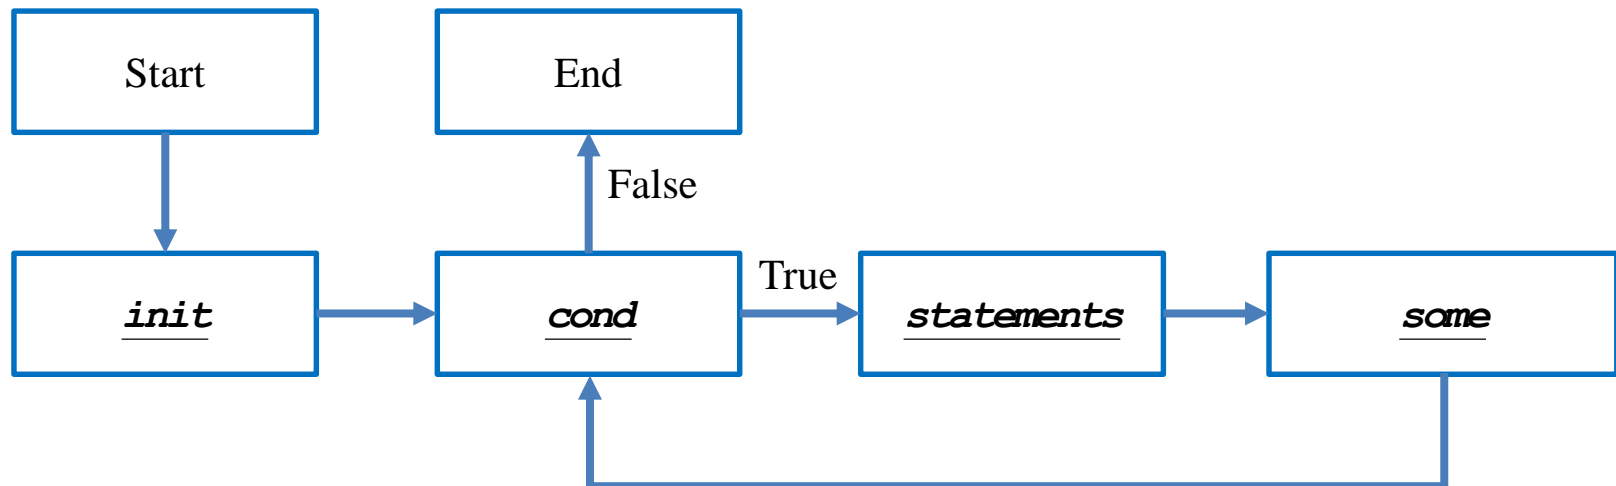 Start
End
False
True
init
cond
statements
some